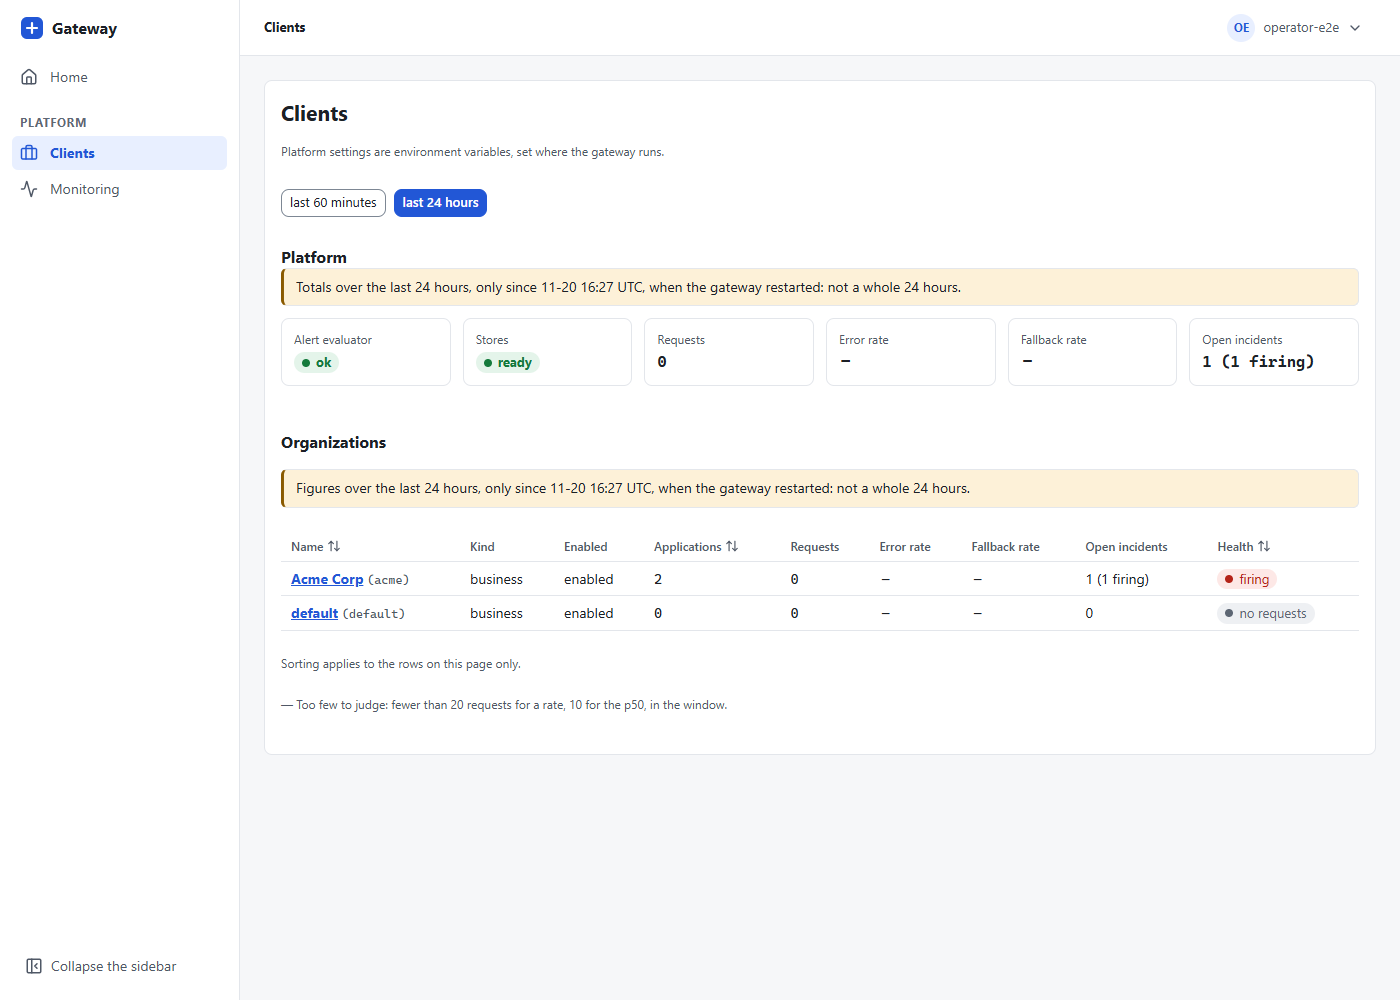 Gateway
Clients
OE operator-e2e
Home
PLATFORM
Clients
Monitoring
Clients
Platform settings are environment variables, set where the gateway runs.
last 60 minutes last 24 hours
Platform
Totals over the last 24 hours, only since 11-20 16:27 UTC, when the gateway restarted: not a whole 24 hours.
Alert evaluator Stores Requests Error rate Fallback rate Open incidents
ok ready 0 — — 1 (1 firing)
Organizations
Figures over the last 24 hours, only since 11-20 16:27 UTC, when the gateway restarted: not a whole 24 hours.
Name Kind Enabled Applications Requests Error rate Fallback rate Open incidents Health
Acme Corp (acme) business enabled 2 0 — — 1 (1 firing) firing
default (default) business enabled 0 0 — — 0 no requests
Sorting applies to the rows on this page only.
— Too few to judge: fewer than 20 requests for a rate, 10 for the p50, in the window.
Collapse the sidebar